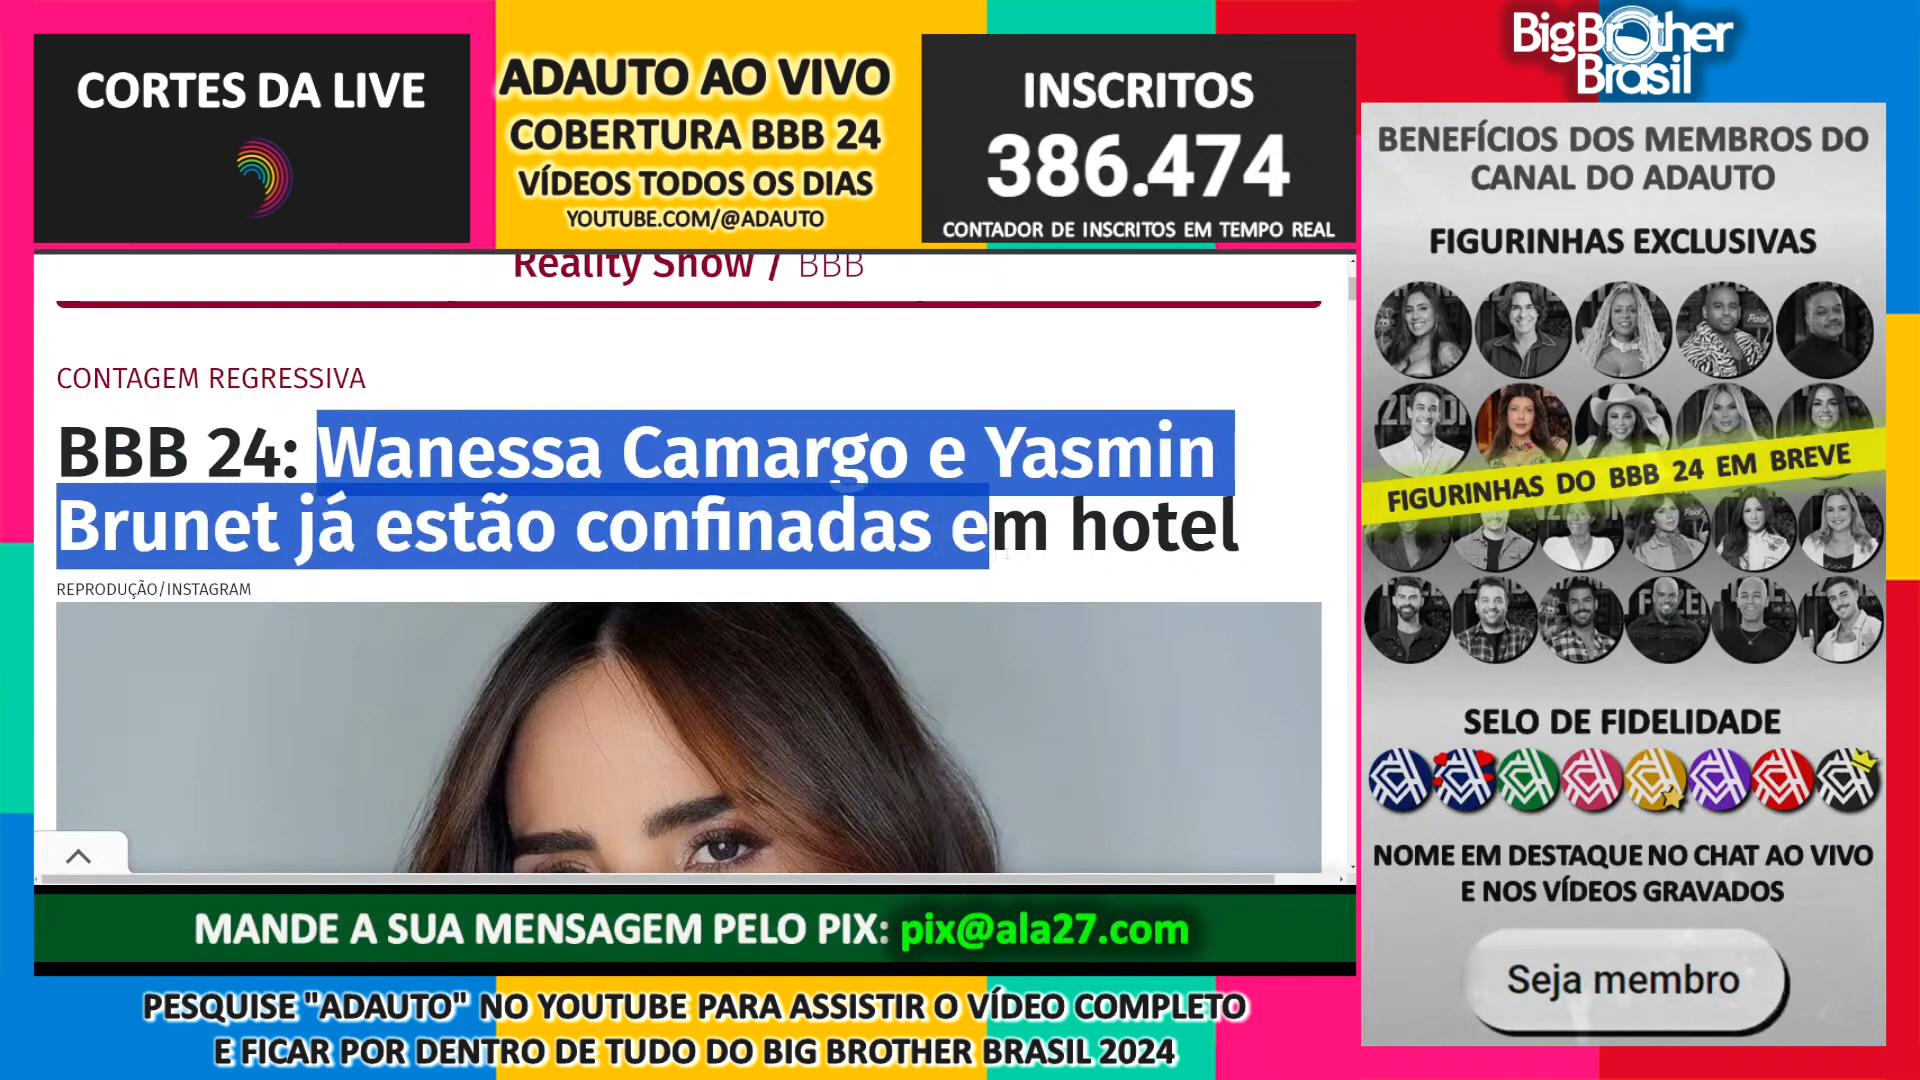 CORTES DA LIVE
ADAUTO AO VIVO
COBERTURA BBB 24
VÍDEOS TODOS OS DIAS
YOUTUBE.COM/@ADAUTO
INSCRITOS
386.474
CONTADOR DE INSCRITOS EM TEMPO REAL
BigBrother
Brasil
BENEFÍCIOS DOS MEMBROS DO
CANAL DO ADAUTO
FIGURINHAS EXCLUSIVAS
FIGURINHAS DO BBB 24 EM BREVE
SELO DE FIDELIDADE
NOME EM DESTAQUE NO CHAT AO VIVO
E NOS VÍDEOS GRAVADOS
Seja membro
Reality Show / BBB
CONTAGEM REGRESSIVA
BBB 24: Wanessa Camargo e Yasmin
Brunet já estão confinadas em hotel
REPRODUÇÃO/INSTAGRAM
MANDE A SUA MENSAGEM PELO PIX: pix@ala27.com
PESQUISE "ADAUTO" NO YOUTUBE PARA ASSISTIR O VÍDEO COMPLETO
E FICAR POR DENTRO DE TUDO DO BIG BROTHER BRASIL 2024